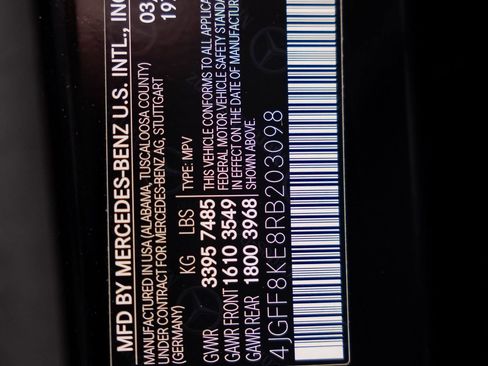 MFD BY MERCEDES-BENZ U.S. INTL., INC
MANUFACTURED IN USA (ALABAMA, TUSCALOOSA COUNTY)
UNDER CONTRACT FOR MERCEDES-BENZ AG, STUTTGART
(GERMANY)
03,
197
TYPE: MPV
KG LBS
GVWR 3395 7485
GAWR FRONT 1610 3549
GAWR REAR 1800 3968
THIS VEHICLE CONFORMS TO ALL APPLICA
FEDERAL MOTOR VEHICLE SAFETY STANDA
IN EFFECT ON THE DATE OF MANUFACTUR
SHOWN ABOVE.
4JGFF8KE8RB203098